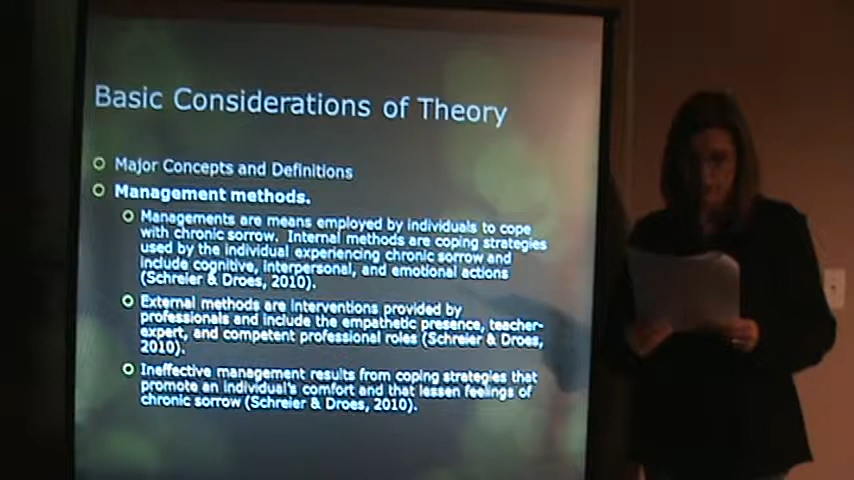 Basic Considerations of Theory
Major Concepts and Definitions
Management methods.
Managements are means employed by individuals to cope
with chronic sorrow. Internal methods are coping strategies
used by the individual experiencing chronic sorrow and
include cognitive, interpersonal, and emotional actions
(Schreier & Droes, 2010).
External methods are interventions provided by
professionals and include the empathetic presence, teacher-
expert, and competent professional roles (Schreier & Droes,
2010).
Ineffective management results from coping strategies that
promote an individual's comfort and that lessen feelings of
chronic sorrow (Schreier & Droes, 2010).